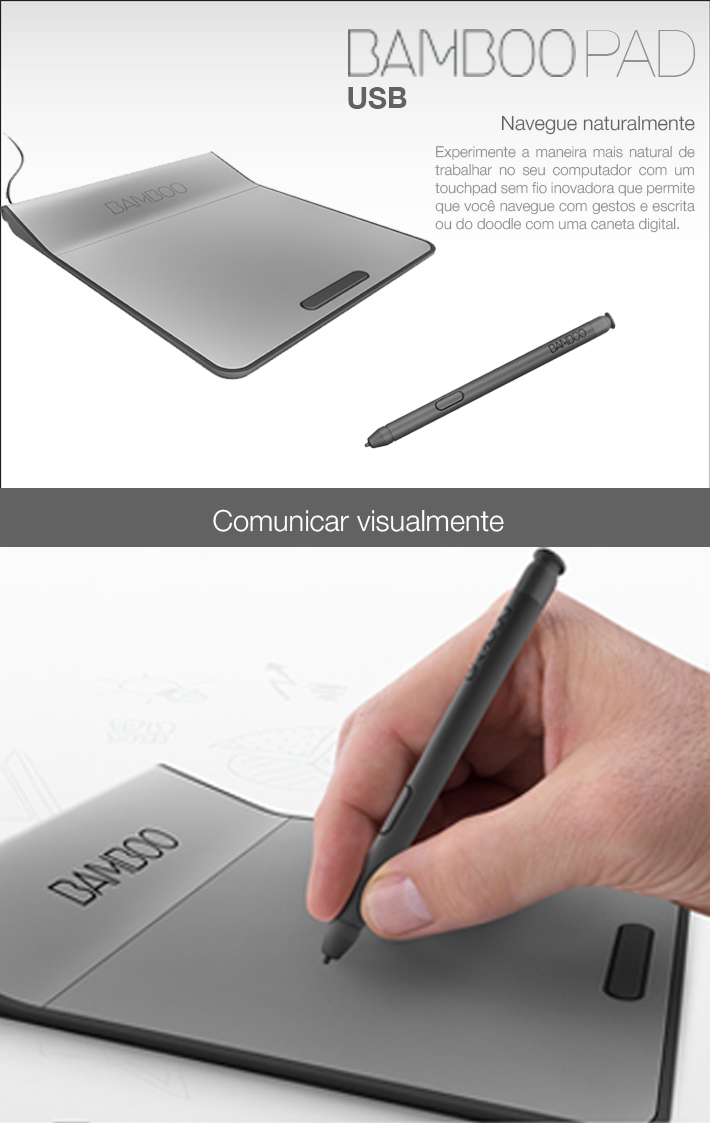 BAMBOO PAD
USB
Navegue naturalmente
Experimente a maneira mais natural de
trabalhar no seu computador com um
touchpad sem fio inovadora que permite
que você navegue com gestos e escrita
ou do doodle com uma caneta digital.
BAMBOO
BAMBOO
Comunicar visualmente
BAMBOO
BAMBOO